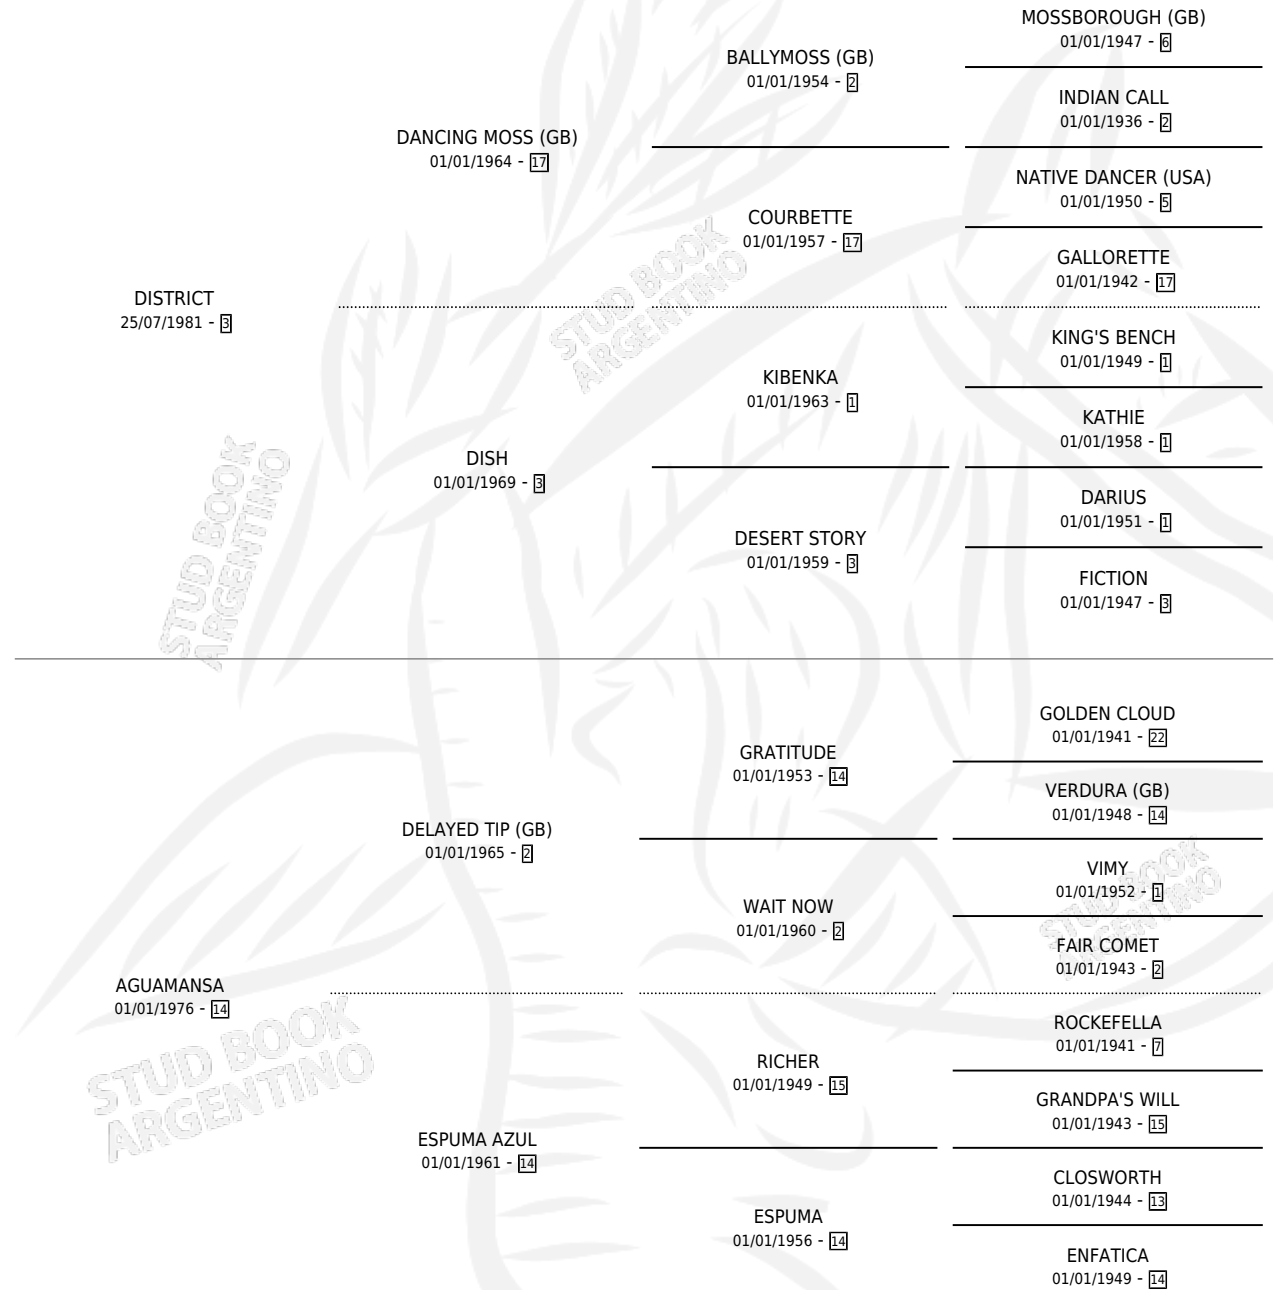 MOSSBOROUGH (GB)
01/01/1947 - 6
BALLYMOSS (GB)
01/01/1954 - 2
INDIAN CALL
01/01/1936 - 2
DANCING MOSS (GB)
01/01/1964 - 17
NATIVE DANCER (USA)
01/01/1950 - 5
COURBETTE
01/01/1957 - 17
GALLORETTE
01/01/1942 - 17
DISTRICT
25/07/1981 - 3
STUD BOOK
ARGENTINO
KING'S BENCH
01/01/1949 - 1
KIBENKA
01/01/1963 - 1
KATHIE
01/01/1958 - 1
DISH
01/01/1969 - 3
DARIUS
01/01/1951 - 1
DESERT STORY
01/01/1959 - 3
FICTION
01/01/1947 - 3
STUD BOOK
ARGENTINO
GOLDEN CLOUD
01/01/1941 - 22
GRATITUDE
01/01/1953 - 14
VERDURA (GB)
01/01/1948 - 14
DELAYED TIP (GB)
01/01/1965 - 2
VIMY
01/01/1952 - 1
WAIT NOW
01/01/1960 - 2
STUD BOOK
ARGENTINO
FAIR COMET
01/01/1943 - 2
AGUAMANSA
01/01/1976 - 14
STUD BOOK
ARGENTINO
ROCKEFELLA
01/01/1941 - 7
RICHER
01/01/1949 - 15
GRANDPA'S WILL
01/01/1943 - 15
ESPUMA AZUL
01/01/1961 - 14
CLOSWORTH
01/01/1944 - 13
ESPUMA
01/01/1956 - 14
ENFATICA
01/01/1949 - 14